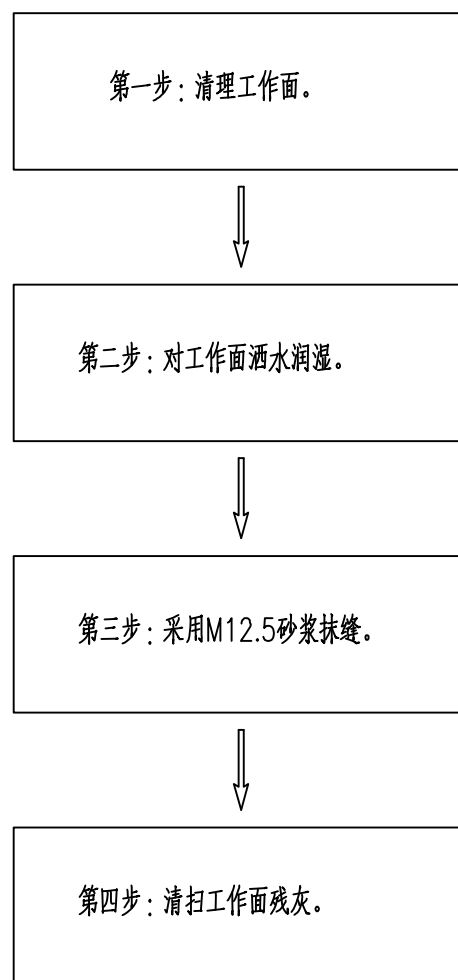 第一步:清理工作面。
第二步:对工作面洒水润湿。
第三步:采用M12.5砂浆抹缝。
第四步:清扫工作面残灰。